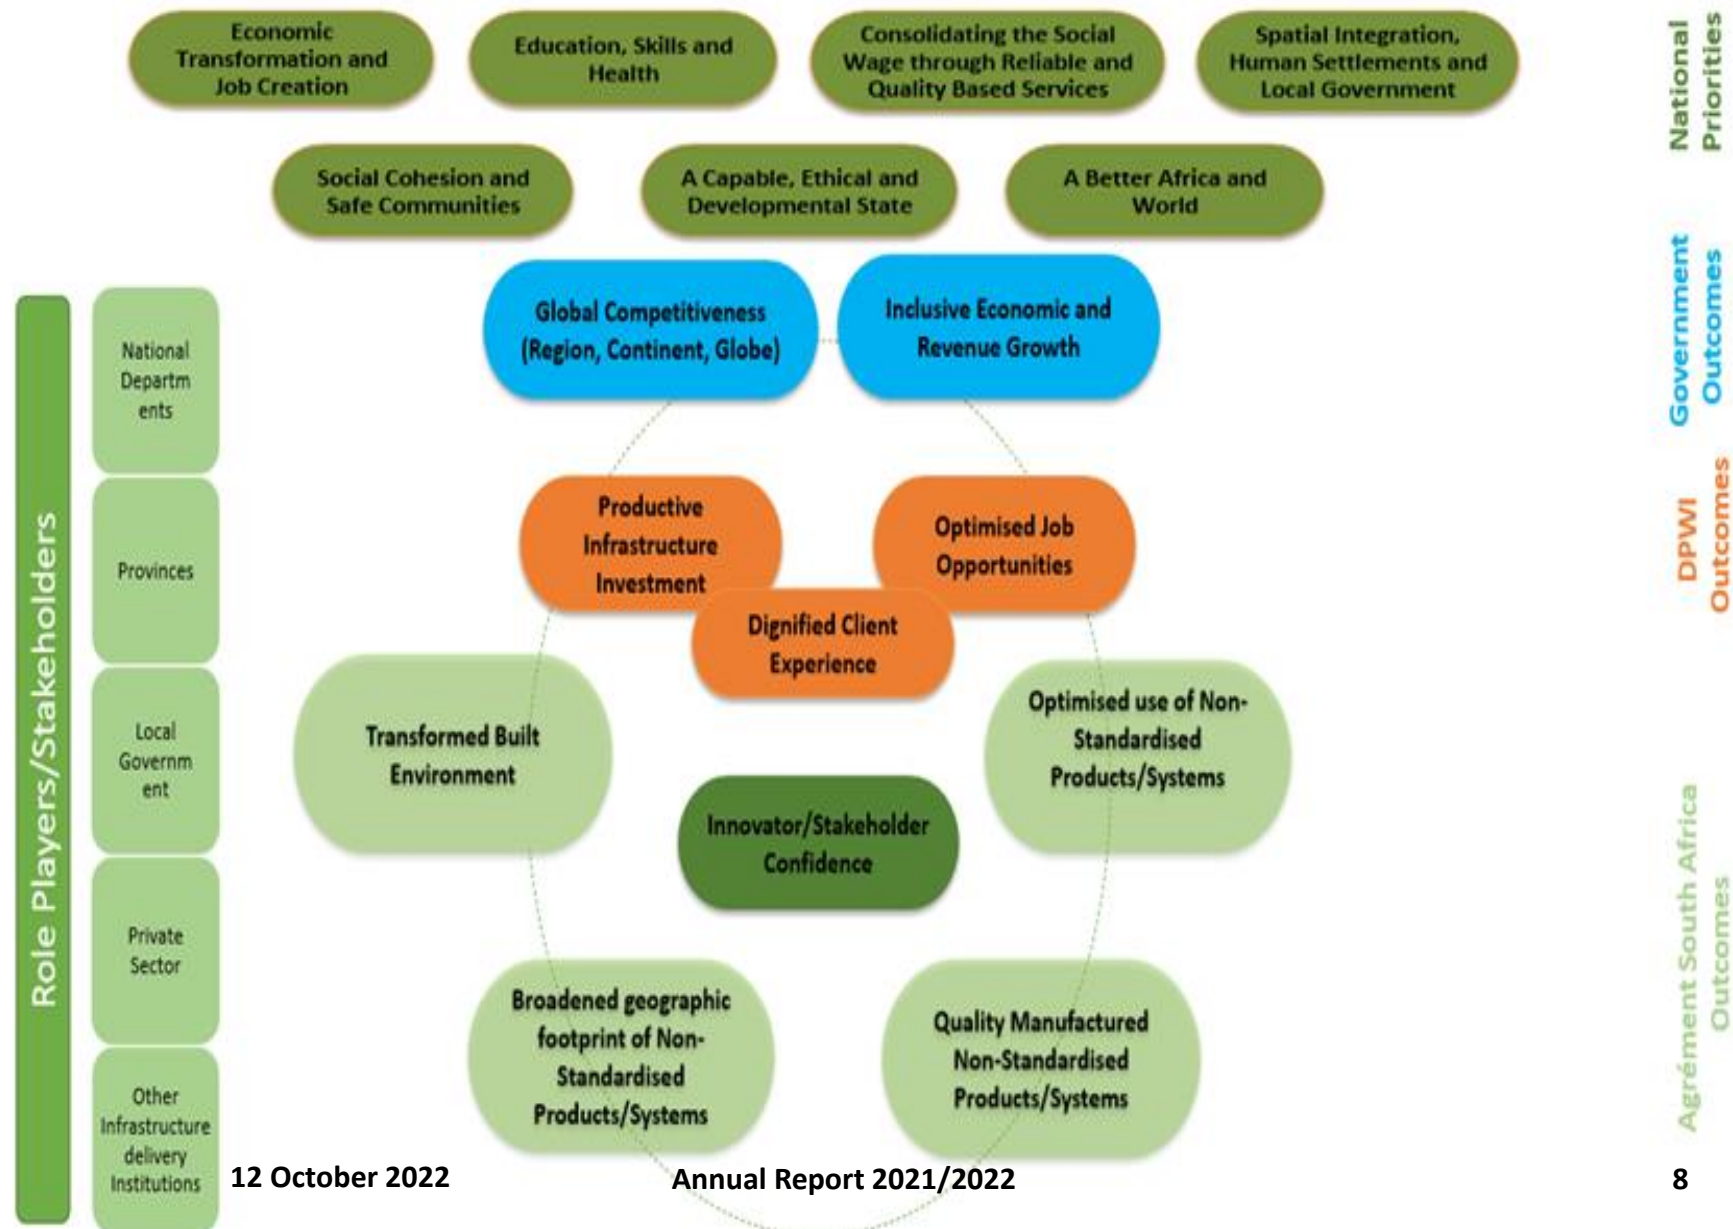 Economic
Transformation and
Job Creation
Education, Skills and
Health
Consolidating the Social
Wage through Reliable and
Quality Based Services
Spatial Integration,
Human Settlements and
Local Government
National
Priorities
Social Cohesion and
Safe Communities
A Capable, Ethical and
Developmental State
A Better Africa and
World
Global Competitiveness
(Region, Continent, Globe)
Inclusive Economic and
Revenue Growth
Government
Outcomes
Productive
Infrastructure
Investment
Optimised Job
Opportunities
Dignified Client
Experience
DPWI
Outcomes
Role Players/Stakeholders
National
Departm
ents
Provinces
Local
Governm
ent
Private
Sector
Other
Infrastructure
delivery
Institutions
Transformed Built
Environment
Optimised use of Non-
Standardised
Products/Systems
Innovator/Stakeholder
Confidence
Broadened geographic
footprint of Non-
Standardised
Products/Systems
Quality Manufactured
Non-Standardised
Products/Systems
Agrément South Africa
Outcomes
12 October 2022
Annual Report 2021/2022
8